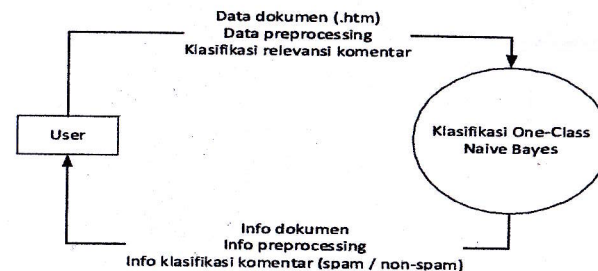 Data dokumen (.htm)
Data preprocessing
Klasifikasi relevansi komentar
User
Klasifikasi One-Class
Naive Bayes
Info dokumen
Info preprocessing
Info klasifikasi komentar (spam / non-spam)